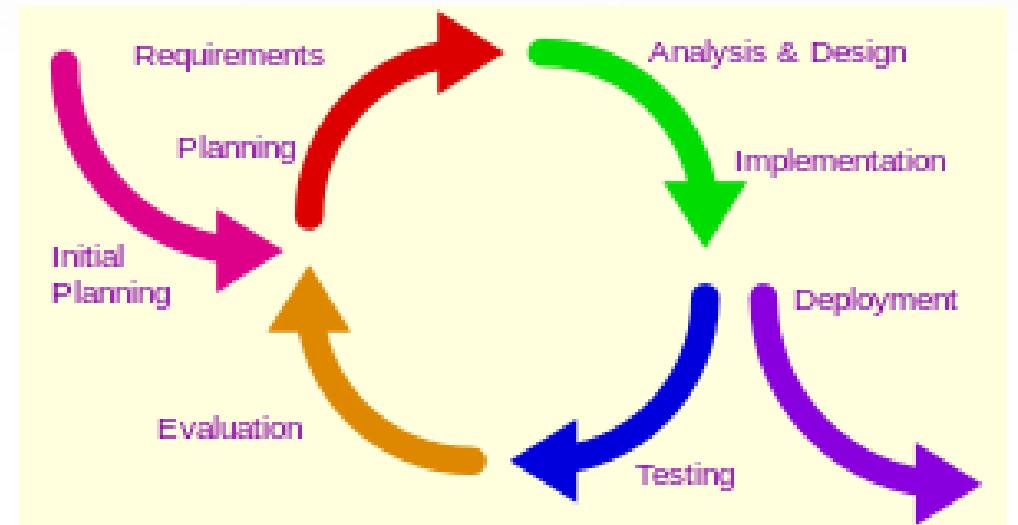 Requirements
Analysis & Design
Planning
Implementation
Initial
Planning
Deployment
Evaluation
Testing